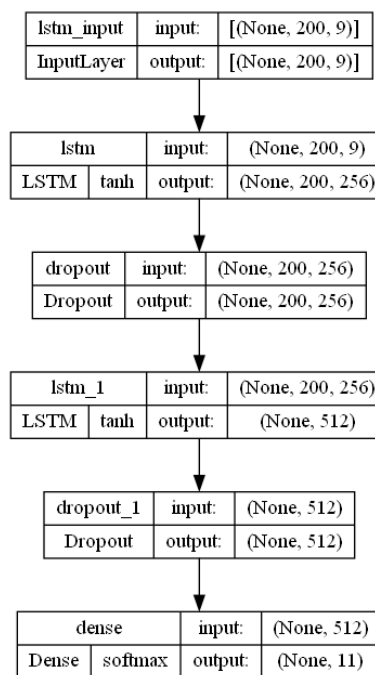 lstm_input input: [(None, 200, 9)]
InputLayer output: [(None, 200, 9)]
lstm input: (None, 200, 9)
LSTM tanh output: (None, 200, 256)
dropout input: (None, 200, 256)
Dropout output: (None, 200, 256)
lstm_1 input: (None, 200, 256)
LSTM tanh output: (None, 512)
dropout_1 input: (None, 512)
Dropout output: (None, 512)
dense input: (None, 512)
Dense softmax output: (None, 11)